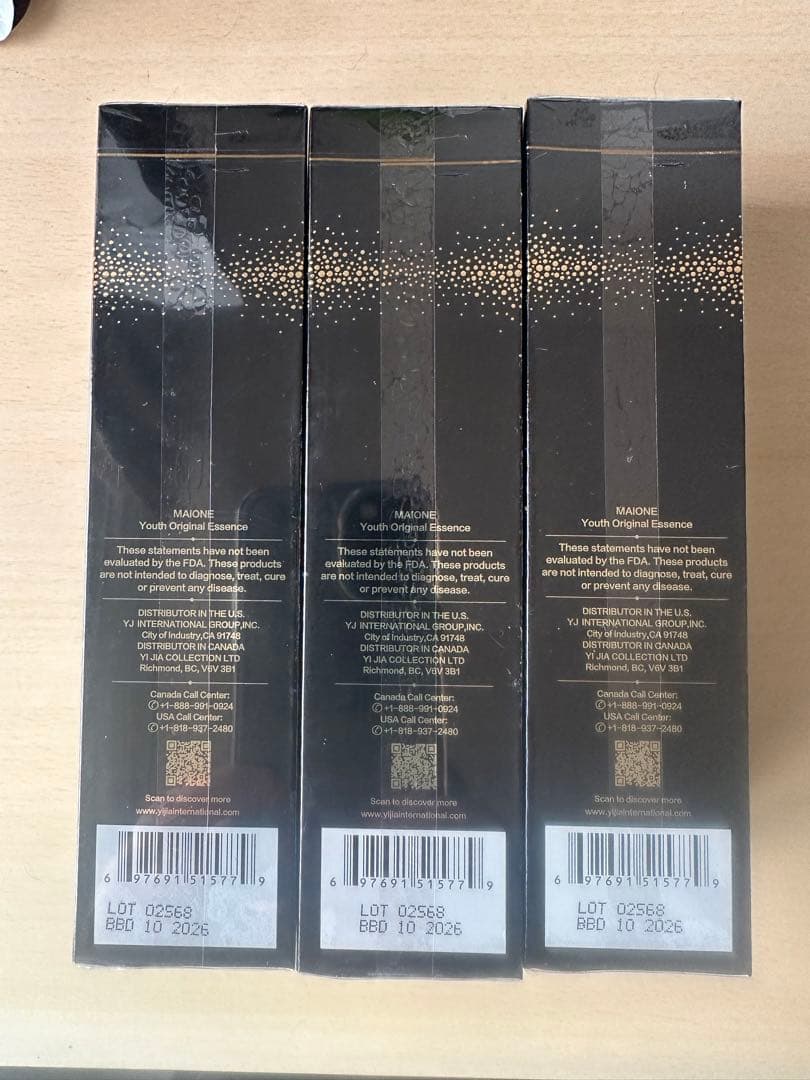 MAIONE
Youth Original Essence
These statements have not been
evaluated by the FDA. These products
are not intended to diagnose, treat, cure
or prevent any disease.
DISTRIBUTOR IN THE U.S.
YJ INTERNATIONAL GROUP,INC.
City of Industry,CA 91748
DISTRIBUTOR IN CANADA
YI JIA COLLECTION LTD
Richmond, BC, V6V 3B1
Canada Call Center:
+1-888-991-0924
USA Call Center:
+1-818-937-2480
Scan to discover more
www.yijiainternational.com
6 97691 51577 9
LOT 02568
BBD 10 2026
MAIONE
Youth Original Essence
These statements have not been
evaluated by the FDA. These products
are not intended to diagnose, treat, cure
or prevent any disease.
DISTRIBUTOR IN THE U.S.
YJ INTERNATIONAL GROUP,INC.
City of Industry,CA 91748
DISTRIBUTOR IN CANADA
YI JIA COLLECTION LTD
Richmond, BC, V6V 3B1
Canada Call Center:
+1-888-991-0924
USA Call Center:
+1-818-937-2480
Scan to discover more
www.yijiainternational.com
6 97691 51577 9
LOT 02568
BBD 10 2026
MAIONE
Youth Original Essence
These statements have not been
evaluated by the FDA. These products
are not intended to diagnose, treat, cure
or prevent any disease.
DISTRIBUTOR IN THE U.S.
YJ INTERNATIONAL GROUP,INC.
City of Industry,CA 91748
DISTRIBUTOR IN CANADA
YI JIA COLLECTION LTD
Richmond, BC, V6V 3B1
Canada Call Center:
+1-888-991-0924
USA Call Center:
+1-818-937-2480
Scan to discover more
www.yijiainternational.com
6 97691 51577 9
LOT 02568
BBD 10 2026